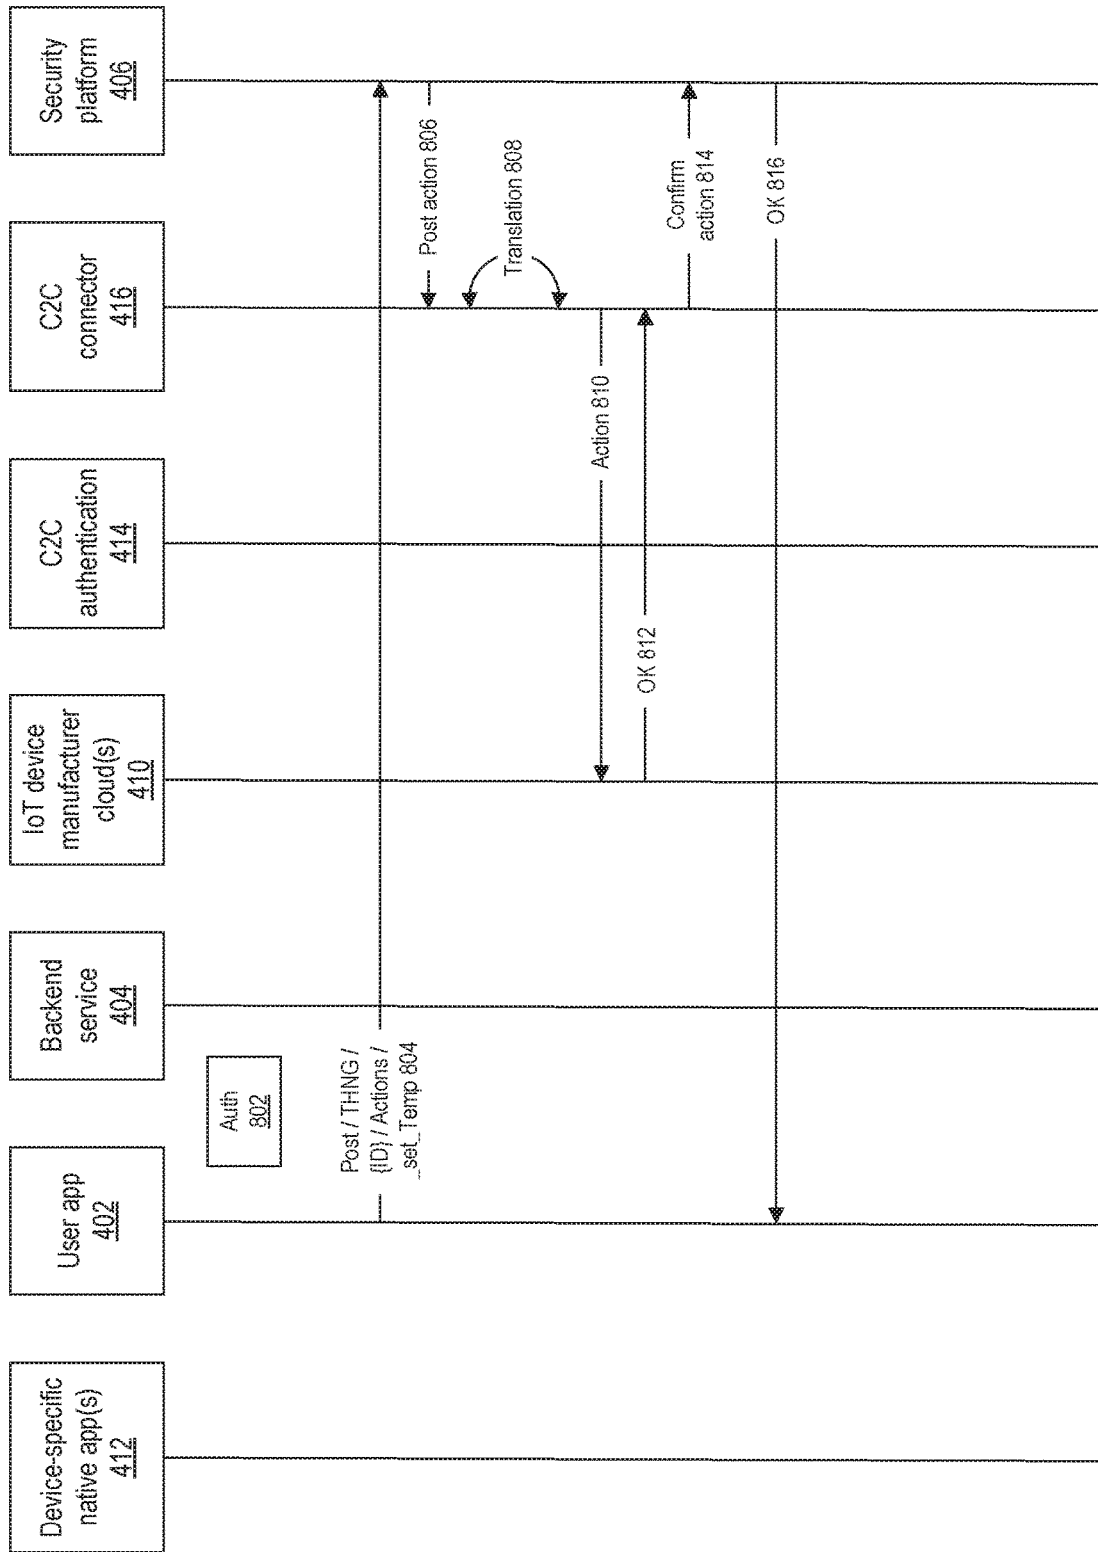 Device-specific
native app(s)
412
User app
402
Backend
service
404
IoT device
manufacturer
cloud(s)
410
C2C
authentication
414
C2C
connector
416
Security
platform
406
Auth
802
Post / THNG /
{ID} / Actions /
_set_Temp 804
Post action 806
Translation 808
Action 810
OK 812
Confirm
action 814
OK 816